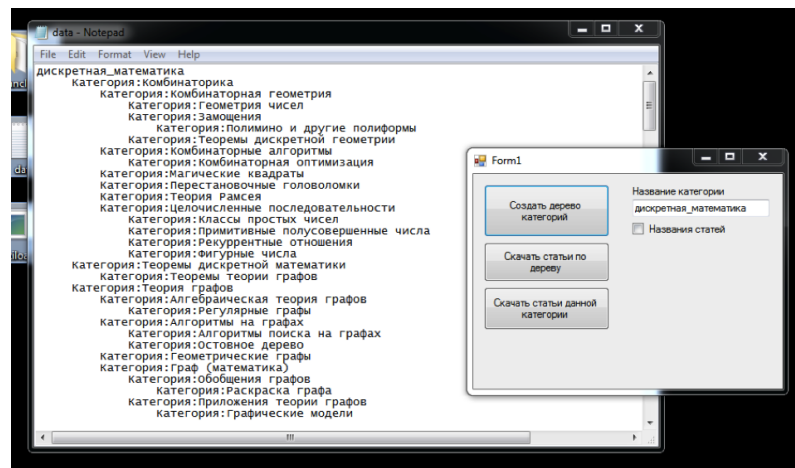 data - Notepad
File Edit Format View Help
дискретная_математика
Категория:Комбинаторика
Категория:Комбинаторная геометрия
Категория:Геометрия чисел
Категория:Замощения
Категория:Полимино и другие полиформы
Категория:Теоремы дискретной геометрии
Категория:Комбинаторные алгоритмы
Категория:Комбинаторная оптимизация
Категория:Магические квадраты
Категория:Перестановочные головоломки
Категория:Теория Рамсея
Категория:Целочисленные последовательности
Категория:Классы простых чисел
Категория:Примитивные полусовершенные числа
Категория:Рекуррентные отношения
Категория:Фигурные числа
Категория:Теоремы дискретной математики
Категория:Теоремы теории графов
Категория:Теория графов
Категория:Алгебраическая теория графов
Категория:Регулярные графы
Категория:Алгоритмы на графах
Категория:Алгоритмы поиска на графах
Категория:Остовное дерево
Категория:Геометрические графы
Категория:Граф (математика)
Категория:Обобщения графов
Категория:Раскраска графа
Категория:Приложения теории графов
Категория:Графические модели
Form1
Создать дерево
категорий
Название категории
дискретная_математика
Названия статей
Скачать статьи по
дереву
Скачать статьи данной
категории